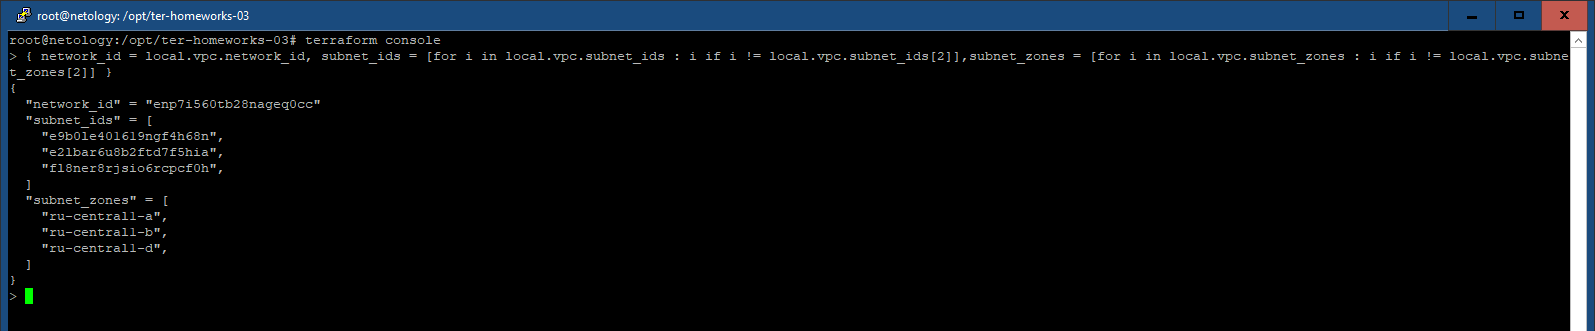 root@netology: /opt/ter-homeworks-03
root@netology:/opt/ter-homeworks-03# terraform console
> { network_id = local.vpc.network_id, subnet_ids = [for i in local.vpc.subnet_ids : i if i != local.vpc.subnet_ids[2]],subnet_zones = [for i in local.vpc.subnet_zones : i if i != local.vpc.subne
t_zones[2]] }
{
  "network_id" = "enp7i560tb28nageq0cc"
  "subnet_ids" = [
    "e9b0le401619ngf4h68n",
    "e2lbar6u8b2ftd7f5hia",
    "fl8ner8rjsio6rcpcf0h",
  ]
  "subnet_zones" = [
    "ru-central1-a",
    "ru-central1-b",
    "ru-central1-d",
  ]
}
>